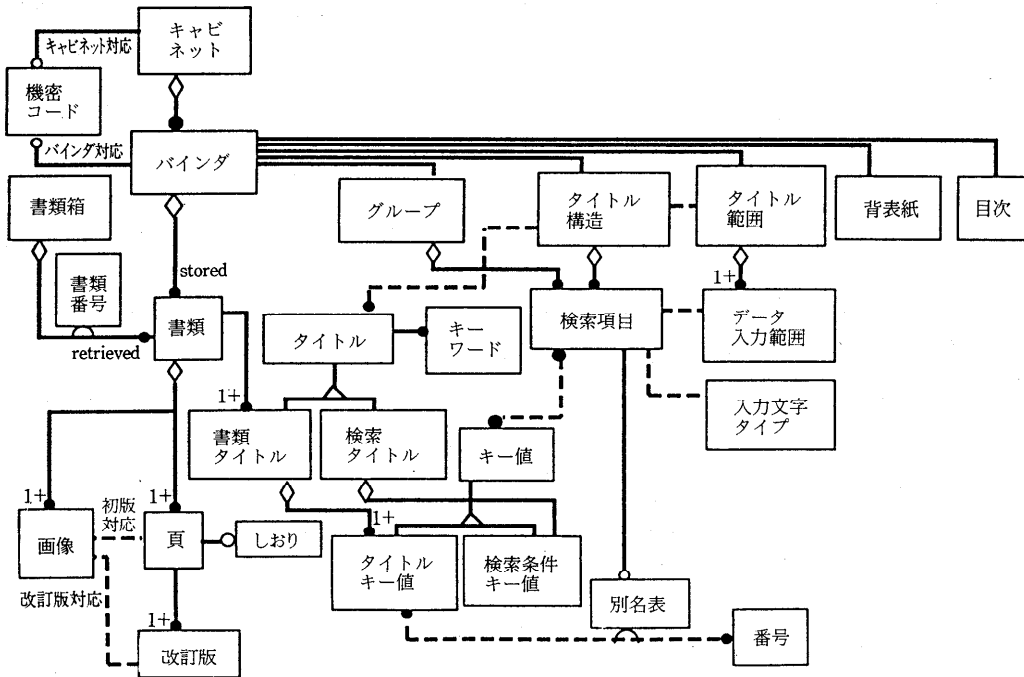 キャビ
ネット
キャビネット対応
機密
コード
バインダ対応
バインダ
書類箱
グループ
タイトル
構造
タイトル
範囲
背表紙
目次
stored
1+
書類
番号
書類
retrieved
タイトル
キー
ワード
検索項目
データ
入力範囲
1+
書類
タイトル
検索
タイトル
入力文字
タイプ
キー値
1+
初版
対応
1+
1+
画像
頁
しおり
タイトル
キー値
検索条件
キー値
改訂版対応
1+
別名表
番号
改訂版